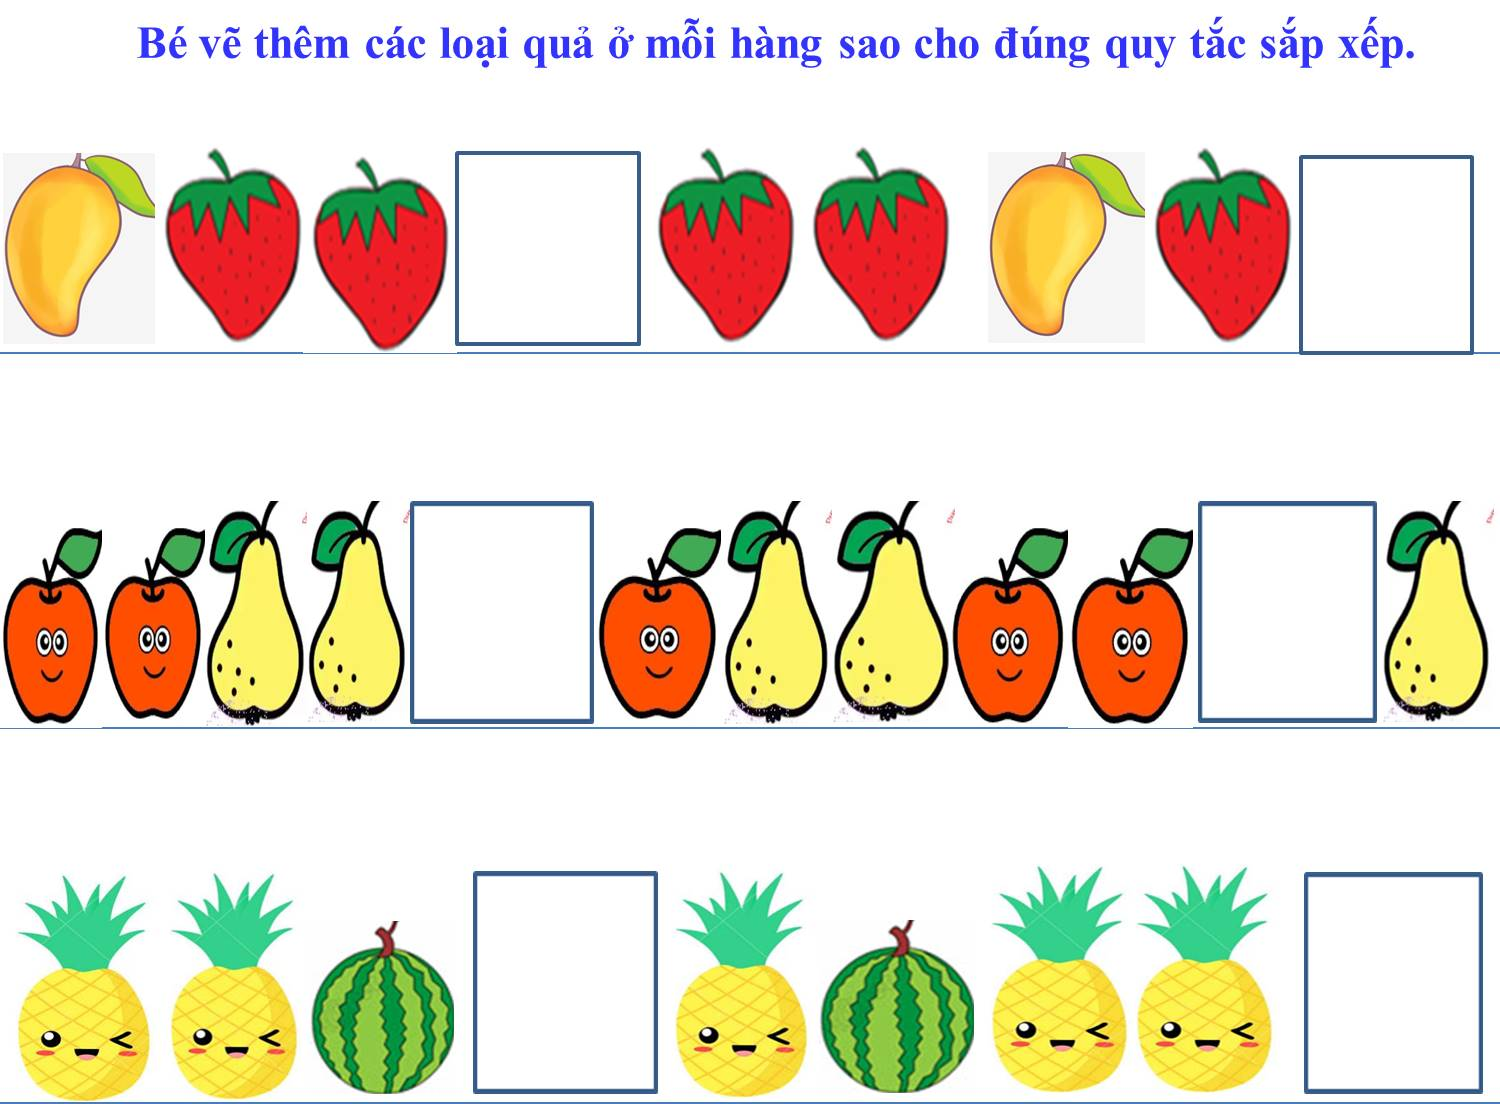 Bé vẽ thêm các loại quả ở mỗi hàng sao cho đúng quy tắc sắp xếp.